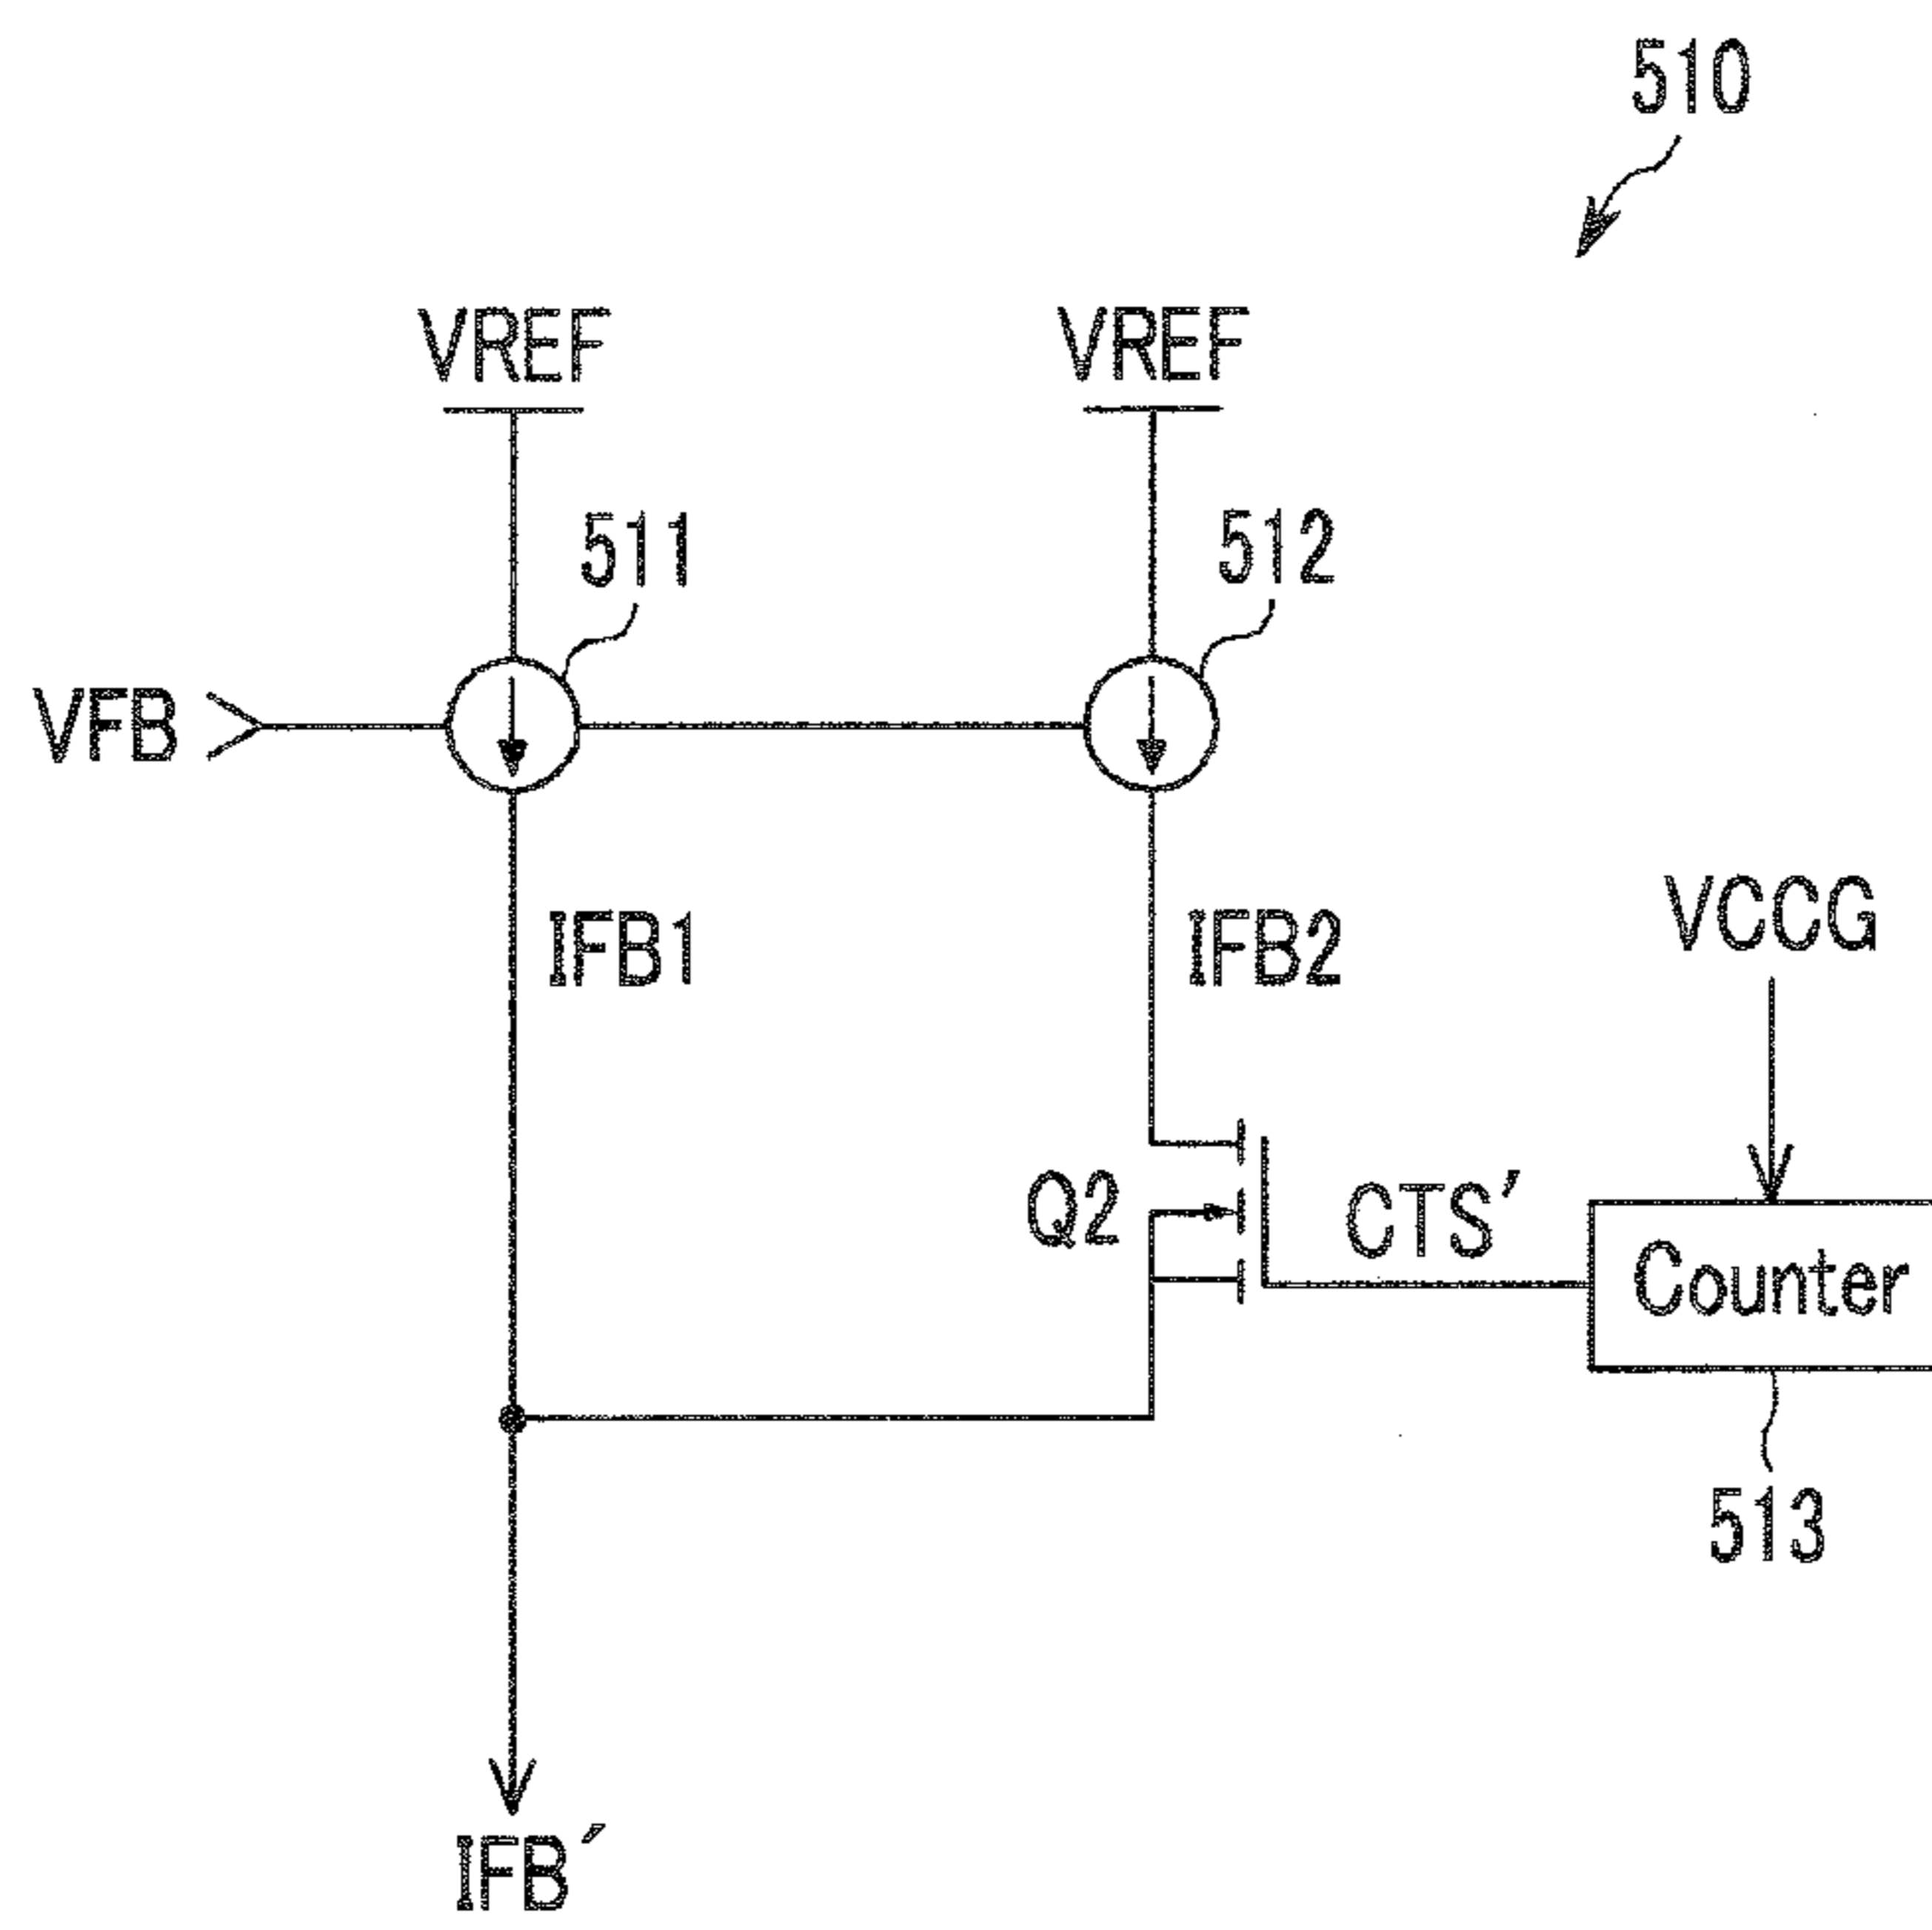 510
VREF
VREF
511
512
VFB
IFB1
IFB2
VCCG
Q2
CTS'
Counter
513
IFB'